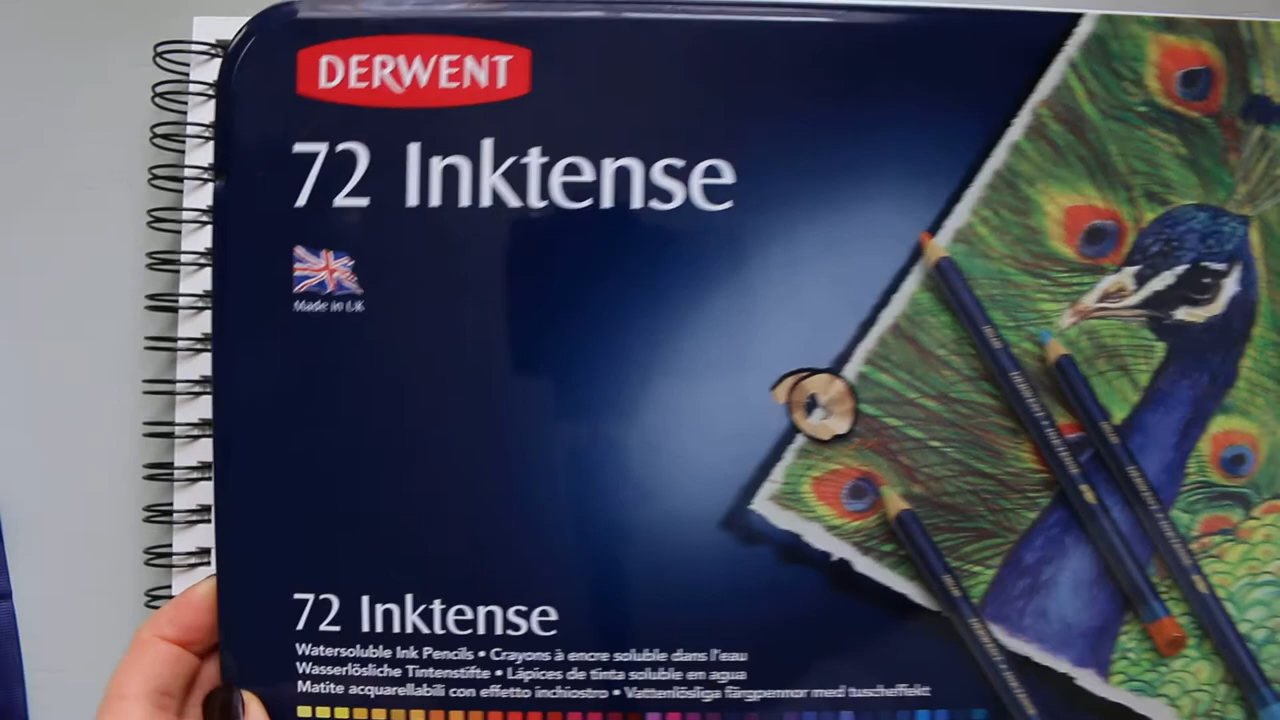 DERWENT
72 Inktense
Made in UK
72 Inktense
Watersoluble Ink Pencils • Crayons à encre soluble dans l'eau
Wasserlösliche Tintenstifte • Lápices de tinta soluble en agua
Matite acquarellabili con effetto inchiostro • Vattenlösliga färgpennor med tuscheffekt